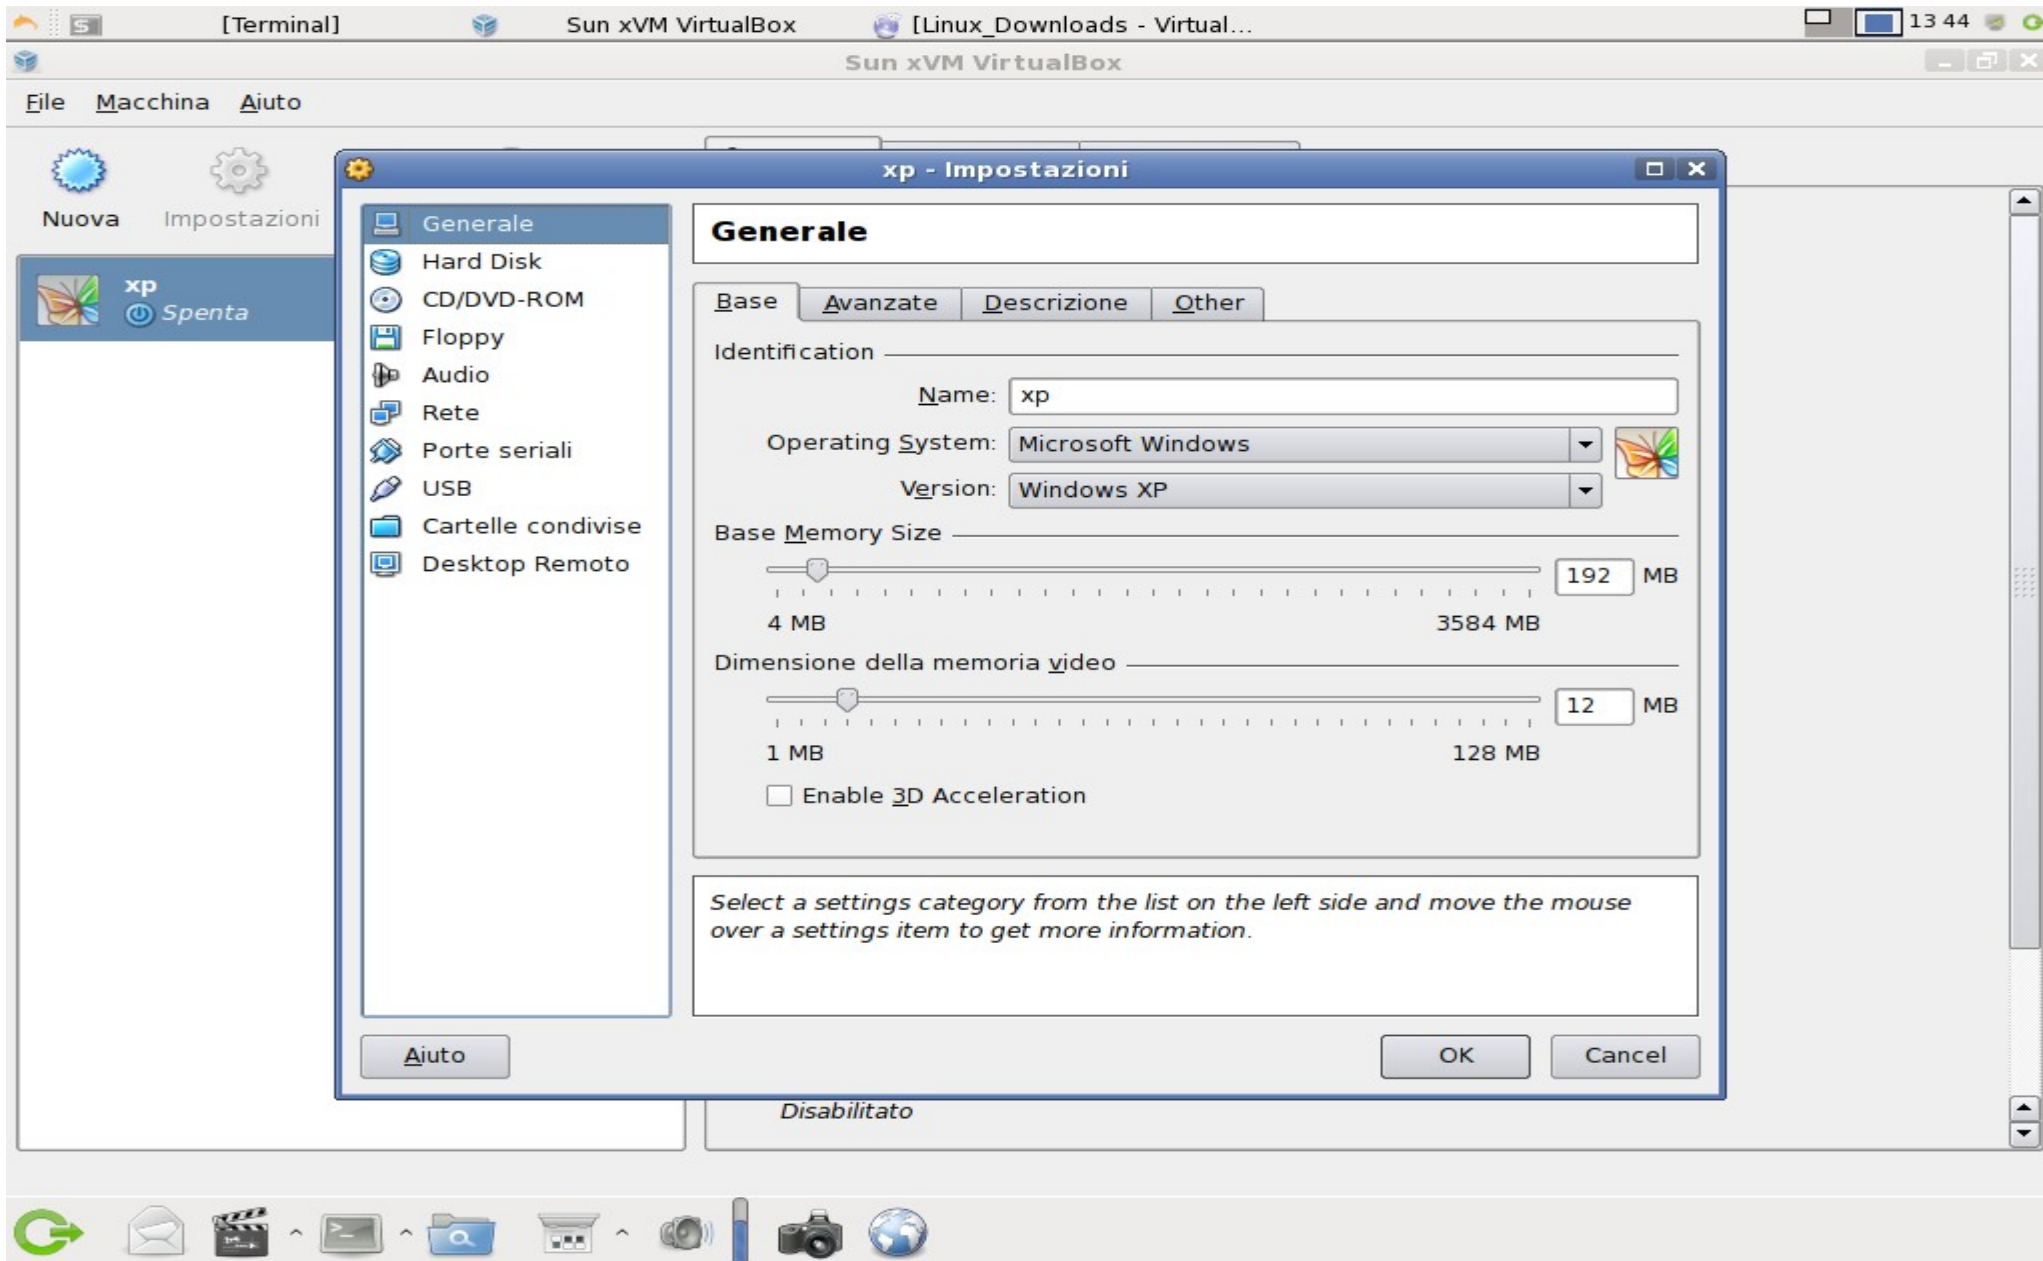 [Terminal] Sun xVM VirtualBox [Linux_Downloads - Virtual... 13 44
Sun xVM VirtualBox
File Macchina Aiuto
Nuova Impostazioni
xp
Spenta
xp - Impostazioni
Generale
Hard Disk
CD/DVD-ROM
Floppy
Audio
Rete
Porte seriali
USB
Cartelle condivise
Desktop Remoto
Generale
Base Avanzate Descrizione Other
Identification
Name: xp
Operating System: Microsoft Windows
Version: Windows XP
Base Memory Size
192 MB
4 MB 3584 MB
Dimensione della memoria video
12 MB
1 MB 128 MB
Enable 3D Acceleration
Select a settings category from the list on the left side and move the mouse
over a settings item to get more information.
Aiuto OK Cancel
Disabilitato